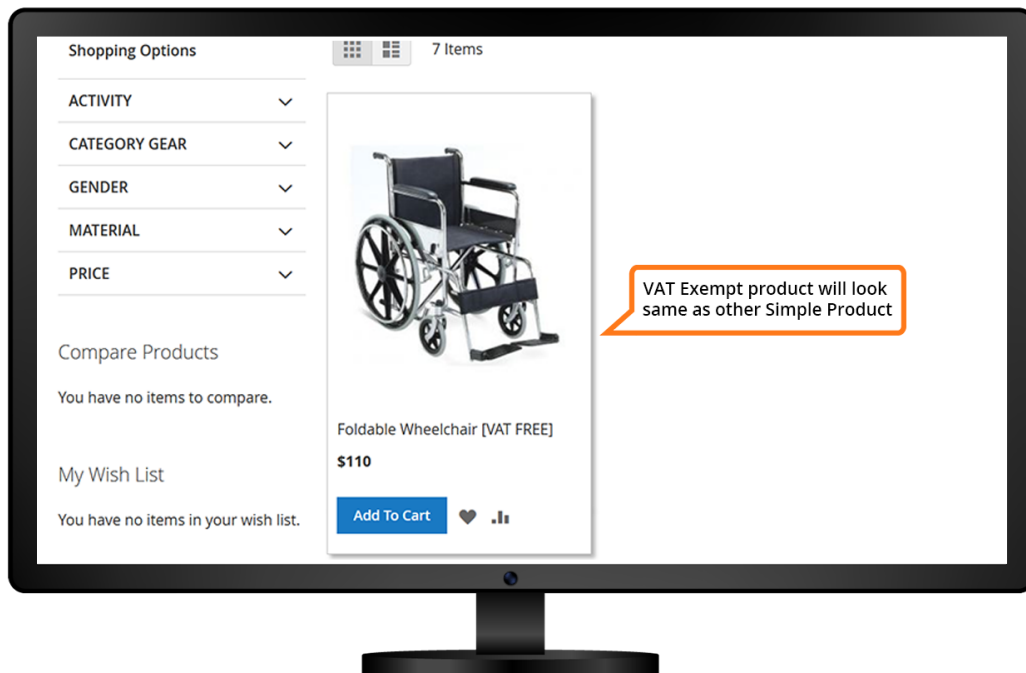 Shopping Options
7 Items
ACTIVITY
CATEGORY GEAR
GENDER
MATERIAL
PRICE
Compare Products
You have no items to compare.
My Wish List
You have no items in your wish list.
Foldable Wheelchair [VAT FREE]
$110
Add To Cart
VAT Exempt product will look
same as other Simple Product